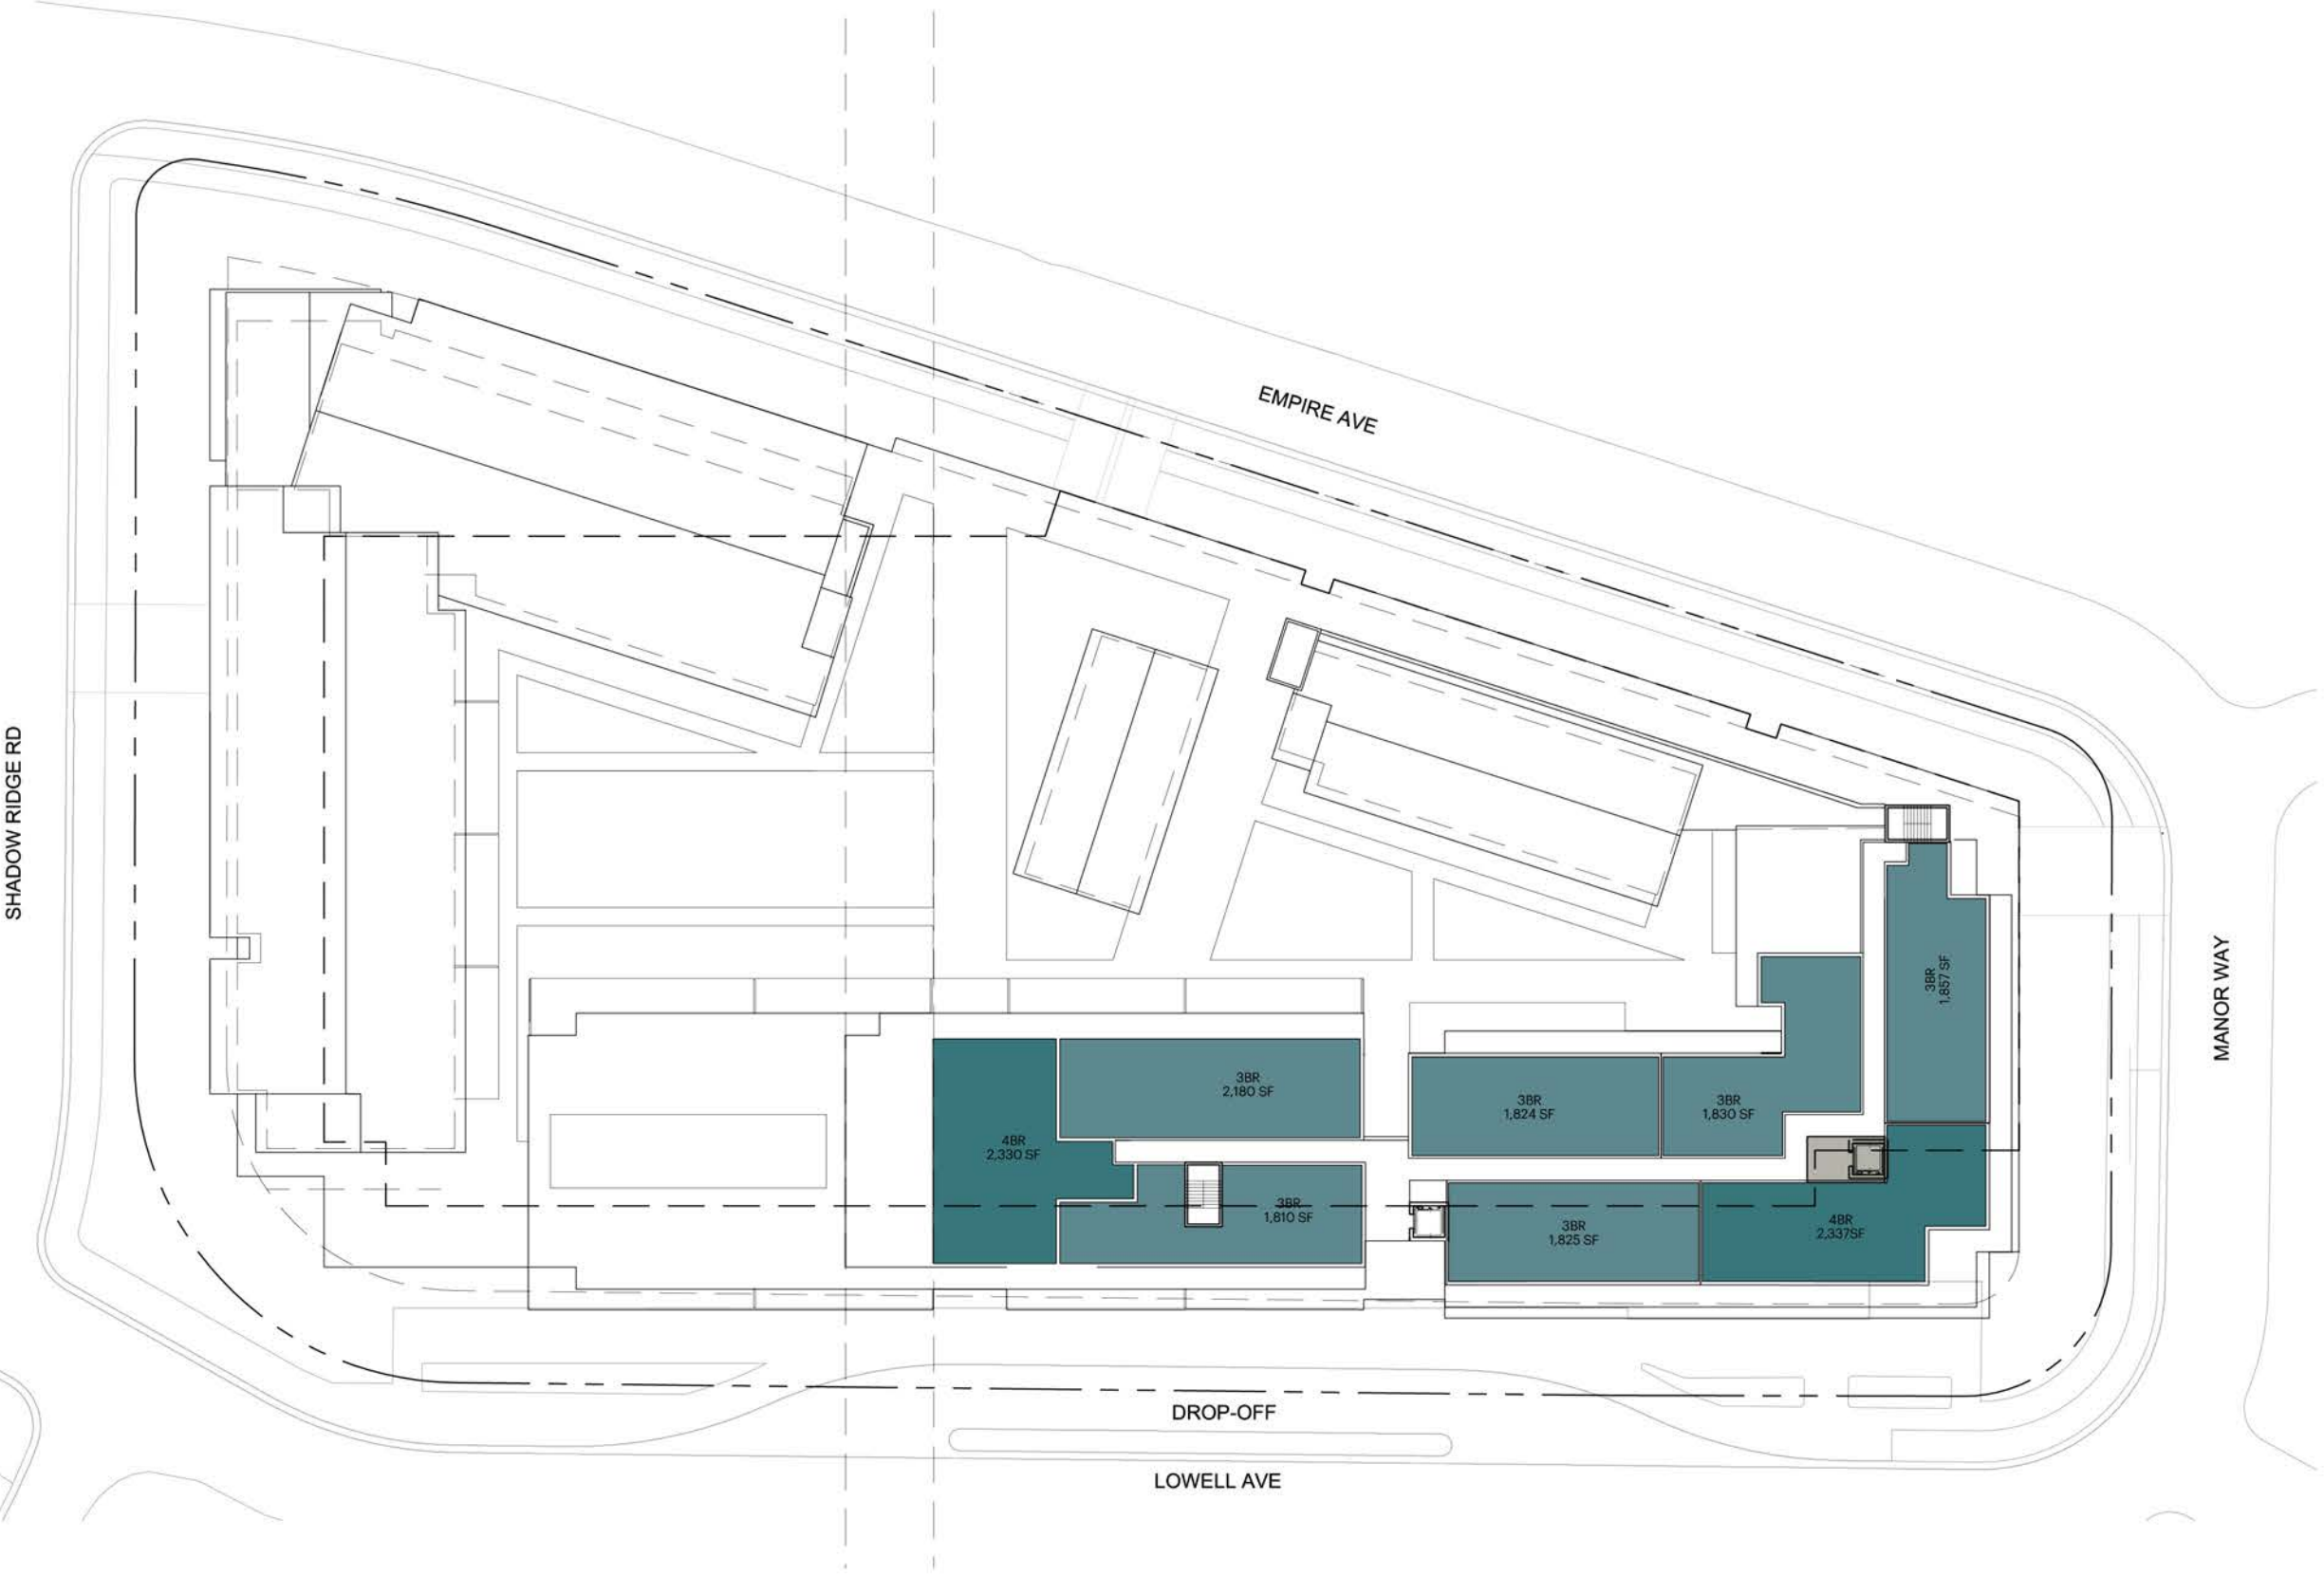 EMPIRE AVE
SHADOW RIDGE RD
MANOR WAY
3BR
1,857 SF
3BR
2,180 SF
3BR
1,824 SF
3BR
1,830 SF
4BR
2,330 SF
3BR
1,810 SF
3BR
1,825 SF
4BR
2,337SF
DROP-OFF
LOWELL AVE